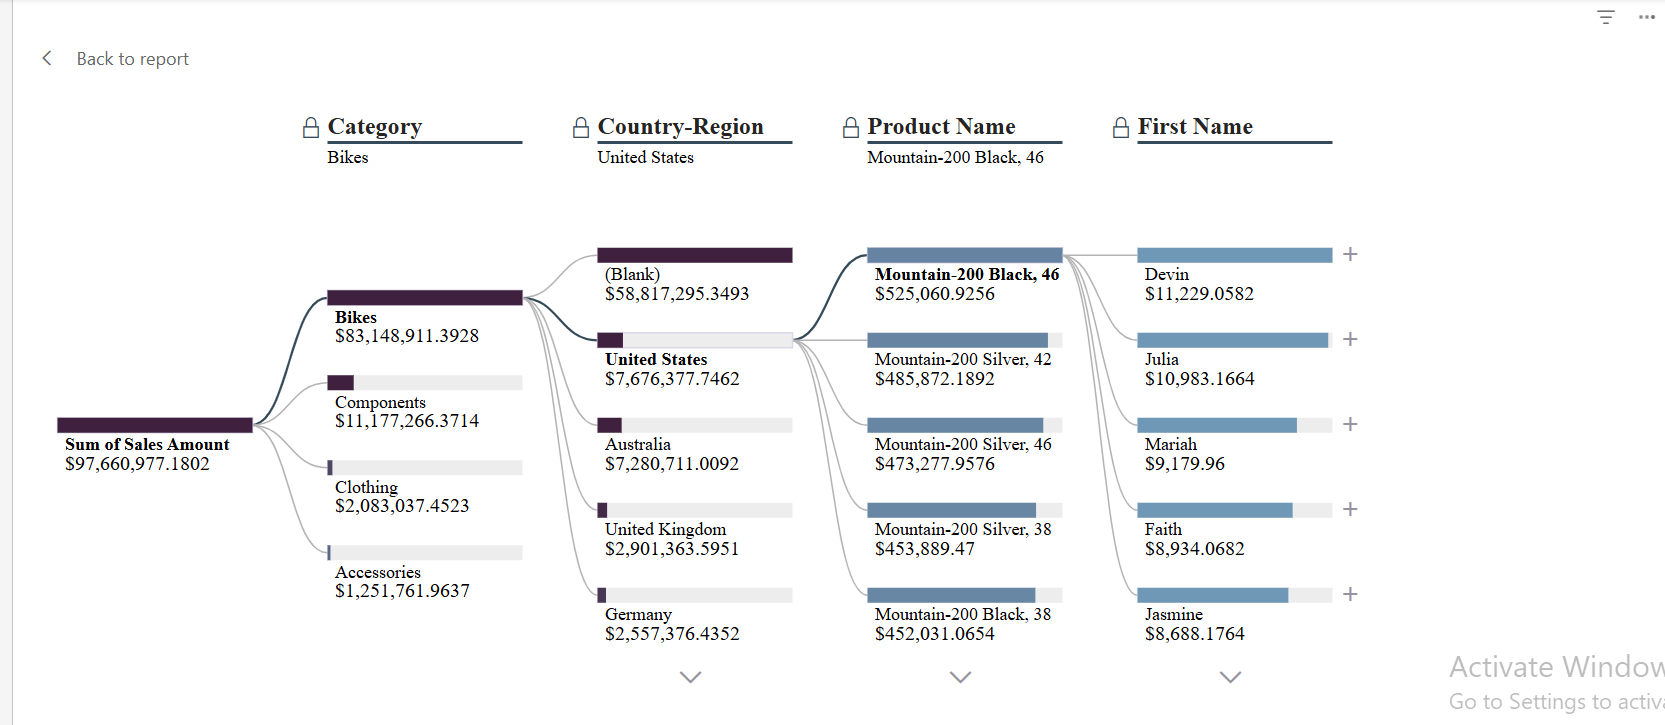 Back to report
Category
Country-Region
Product Name
First Name
Bikes
United States
Mountain-200 Black, 46
Sum of Sales Amount
$97,660,977.1802
Bikes
$83,148,911.3928
Components
$11,177,266.3714
Clothing
$2,083,037.4523
Accessories
$1,251,761.9637
(Blank)
$58,817,295.3493
United States
$7,676,377.7462
Australia
$7,280,711.0092
United Kingdom
$2,901,363.5951
Germany
$2,557,376.4352
Mountain-200 Black, 46
$525,060.9256
Mountain-200 Silver, 42
$485,872.1892
Mountain-200 Silver, 46
$473,277.9576
Mountain-200 Silver, 38
$453,889.47
Mountain-200 Black, 38
$452,031.0654
Devin
$11,229.0582
Julia
$10,983.1664
Mariah
$9,179.96
Faith
$8,934.0682
Jasmine
$8,688.1764
Activate Window
Go to Settings to activa